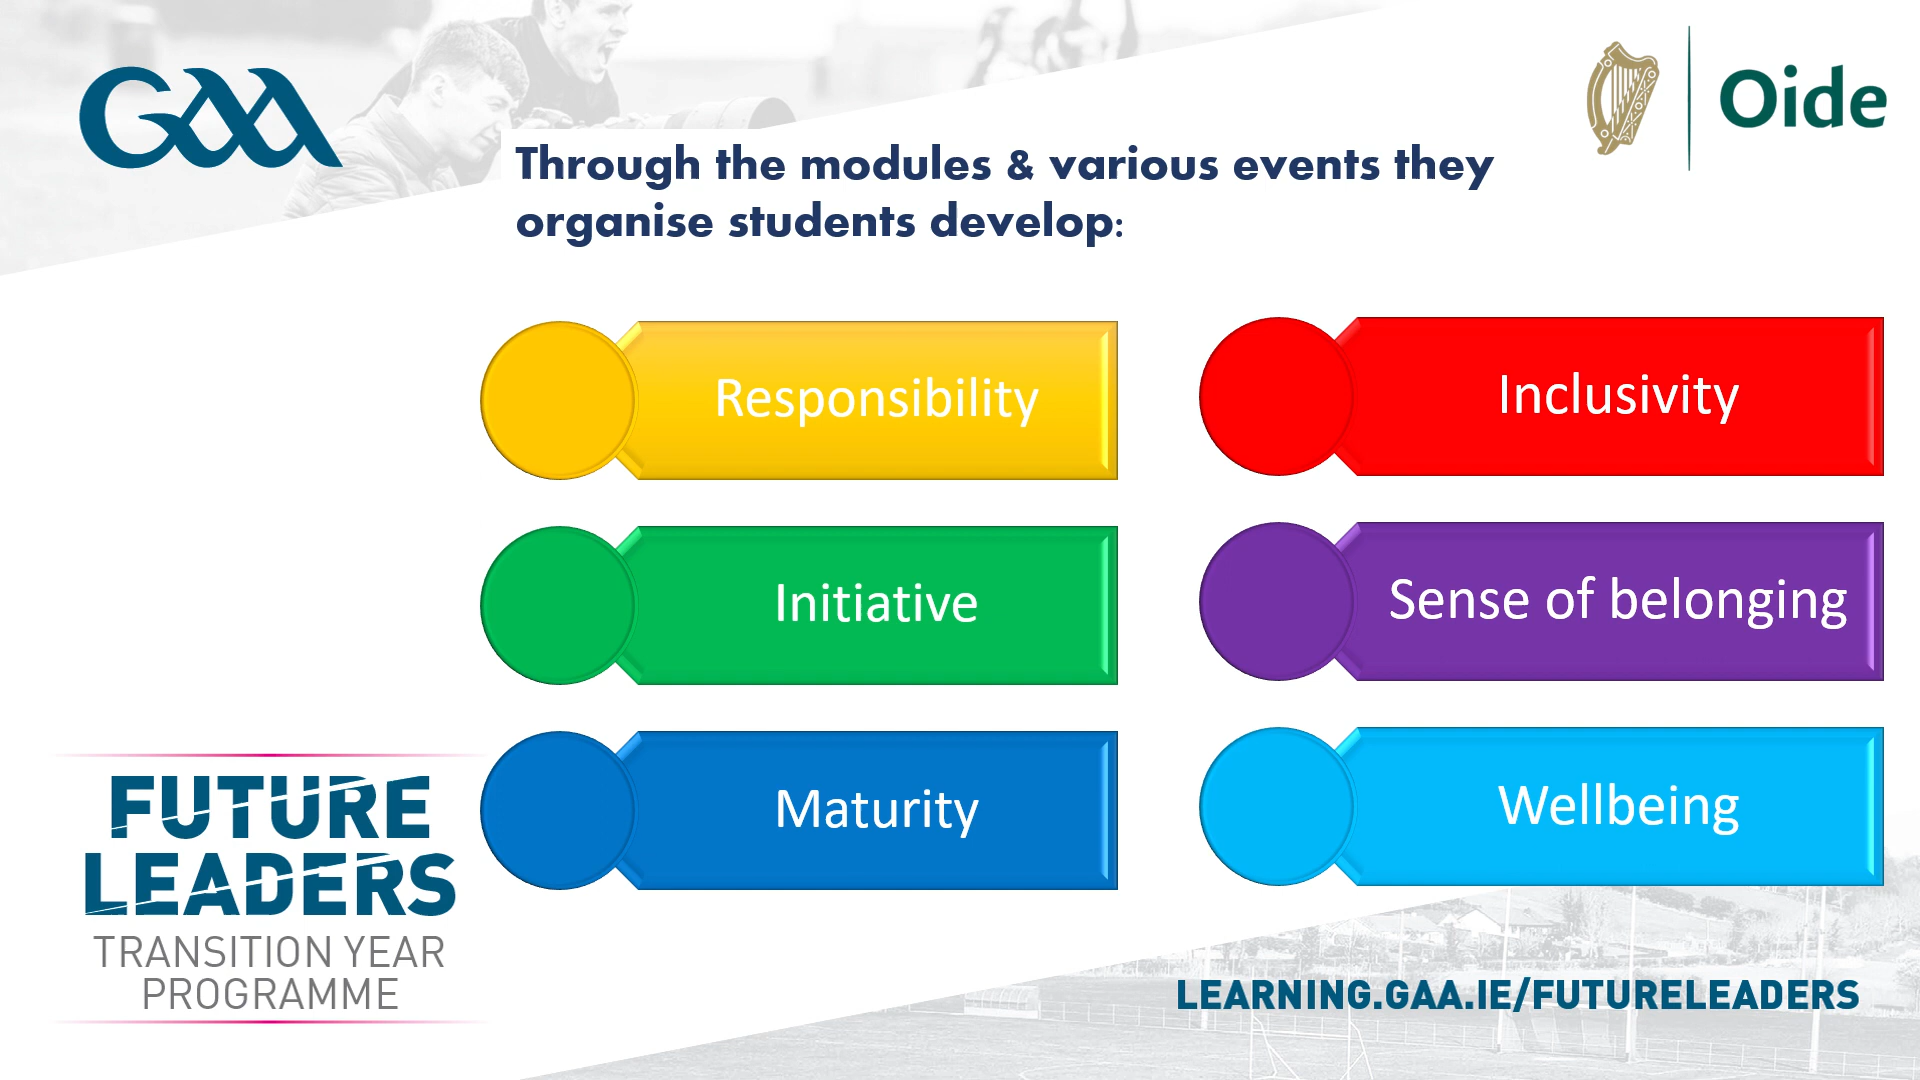 GAA
Oide
Through the modules & various events they
organise students develop:
Responsibility
Inclusivity
Initiative
Sense of belonging
Maturity
Wellbeing
FUTURE
LEADERS
TRANSITION YEAR
PROGRAMME
LEARNING.GAA.IE/FUTURELEADERS